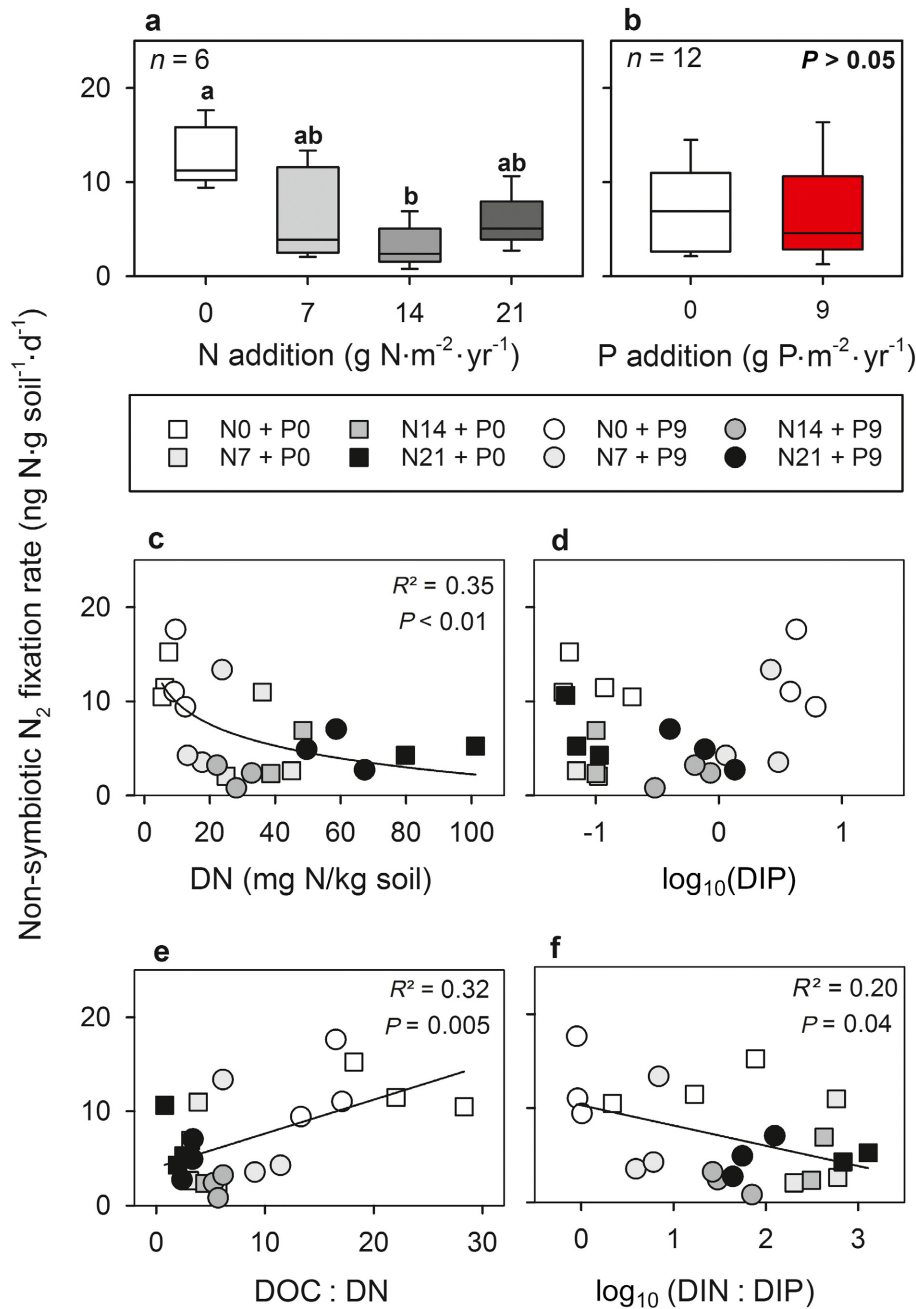 a
b
n = 6
n = 12
P > 0.05
20
10
0
a
ab
b
ab
0 7 14 21
0 9
N addition (g N·m⁻²·yr⁻¹)
P addition (g P·m⁻²·yr⁻¹)
Non-symbiotic N₂ fixation rate (ng N·g soil⁻¹·d⁻¹)
N0 + P0 N14 + P0 N0 + P9 N14 + P9
N7 + P0 N21 + P0 N7 + P9 N21 + P9
c
d
R² = 0.35
P < 0.01
20
10
0
0 20 40 60 80 100
-1 0 1
DN (mg N/kg soil)
log₁₀(DIP)
e
f
R² = 0.32
P = 0.005
R² = 0.20
P = 0.04
20
10
0
0 10 20 30
0 1 2 3
DOC : DN
log₁₀ (DIN : DIP)